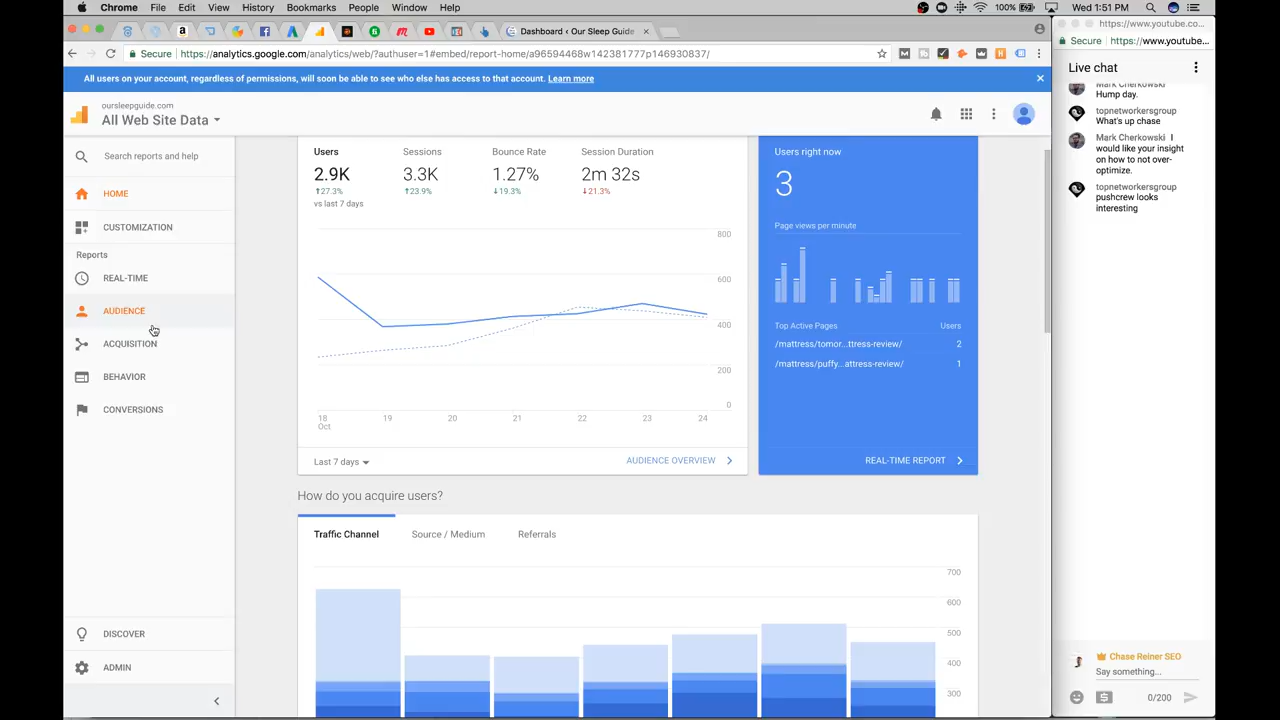 Chrome File Edit View History Bookmarks People Window Help
100% Wed 1:51 PM
Dashboard < Our Sleep Guide
https://www.youtube.co...
Secure https://analytics.google.com/analytics/web/?authuser=1#embed/report-home/a96594468w142381777p146930837/
Secure https://www.youtube...
All users on your account, regardless of permissions, will soon be able to see who else has access to that account. Learn more
oursleepguide.com
All Web Site Data
Search reports and help
HOME
CUSTOMIZATION
Reports
REAL-TIME
AUDIENCE
ACQUISITION
BEHAVIOR
CONVERSIONS
DISCOVER
ADMIN
Users
2.9K
↑27.3%
vs last 7 days
Sessions
3.3K
↑23.9%
Bounce Rate
1.27%
↓19.3%
Session Duration
2m 32s
↓21.3%
800
600
400
200
0
18
Oct
19
20
21
22
23
24
Last 7 days
AUDIENCE OVERVIEW
Users right now
3
Page views per minute
Top Active Pages Users
/mattress/tomor...ttress-review/ 2
/mattress/puffy...attress-review/ 1
REAL-TIME REPORT
How do you acquire users?
Traffic Channel Source / Medium Referrals
700
600
500
400
300
Live chat
Mark Cherkowski
Hump day.
topnetworkersgroup
What's up chase
Mark Cherkowski I
would like your insight
on how to not over-
optimize.
topnetworkersgroup
pushcrew looks
interesting
Chase Reiner SEO
Say something...
0/200